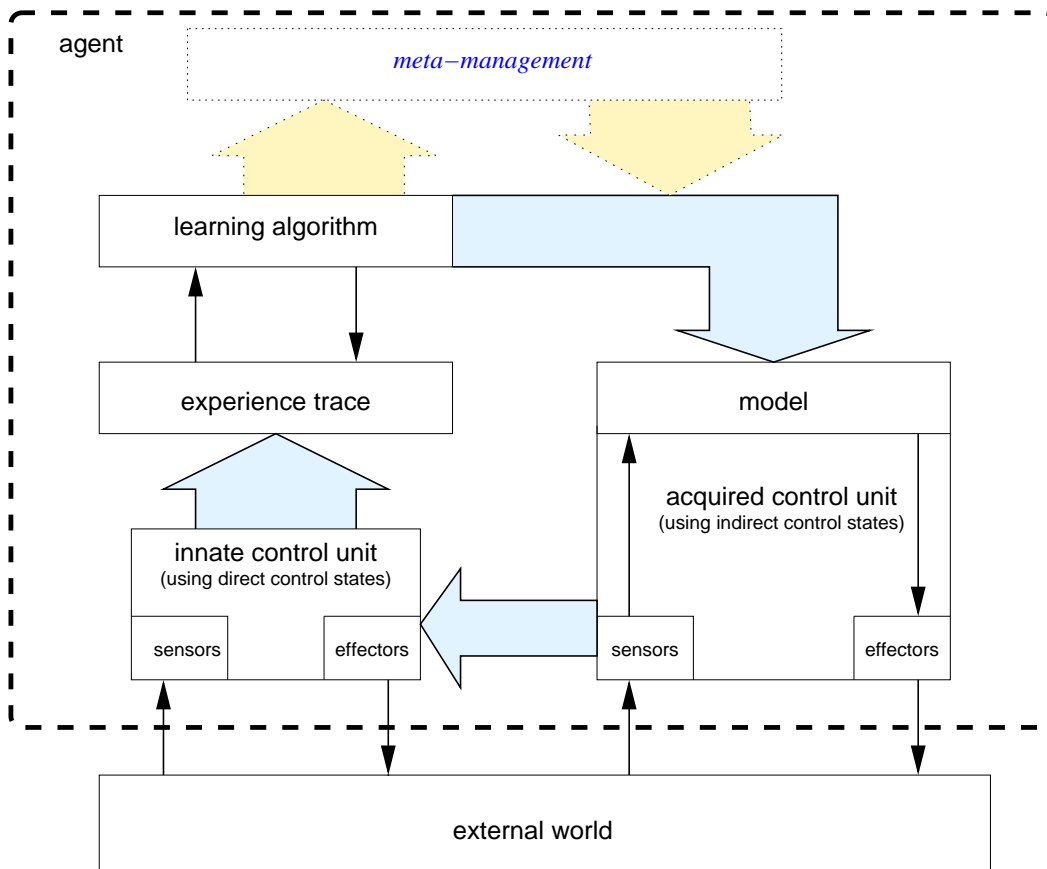 agent
meta−management
learning algorithm
experience trace
model
acquired control unit
(using indirect control states)
innate control unit
(using direct control states)
sensors
effectors
sensors
effectors
external world